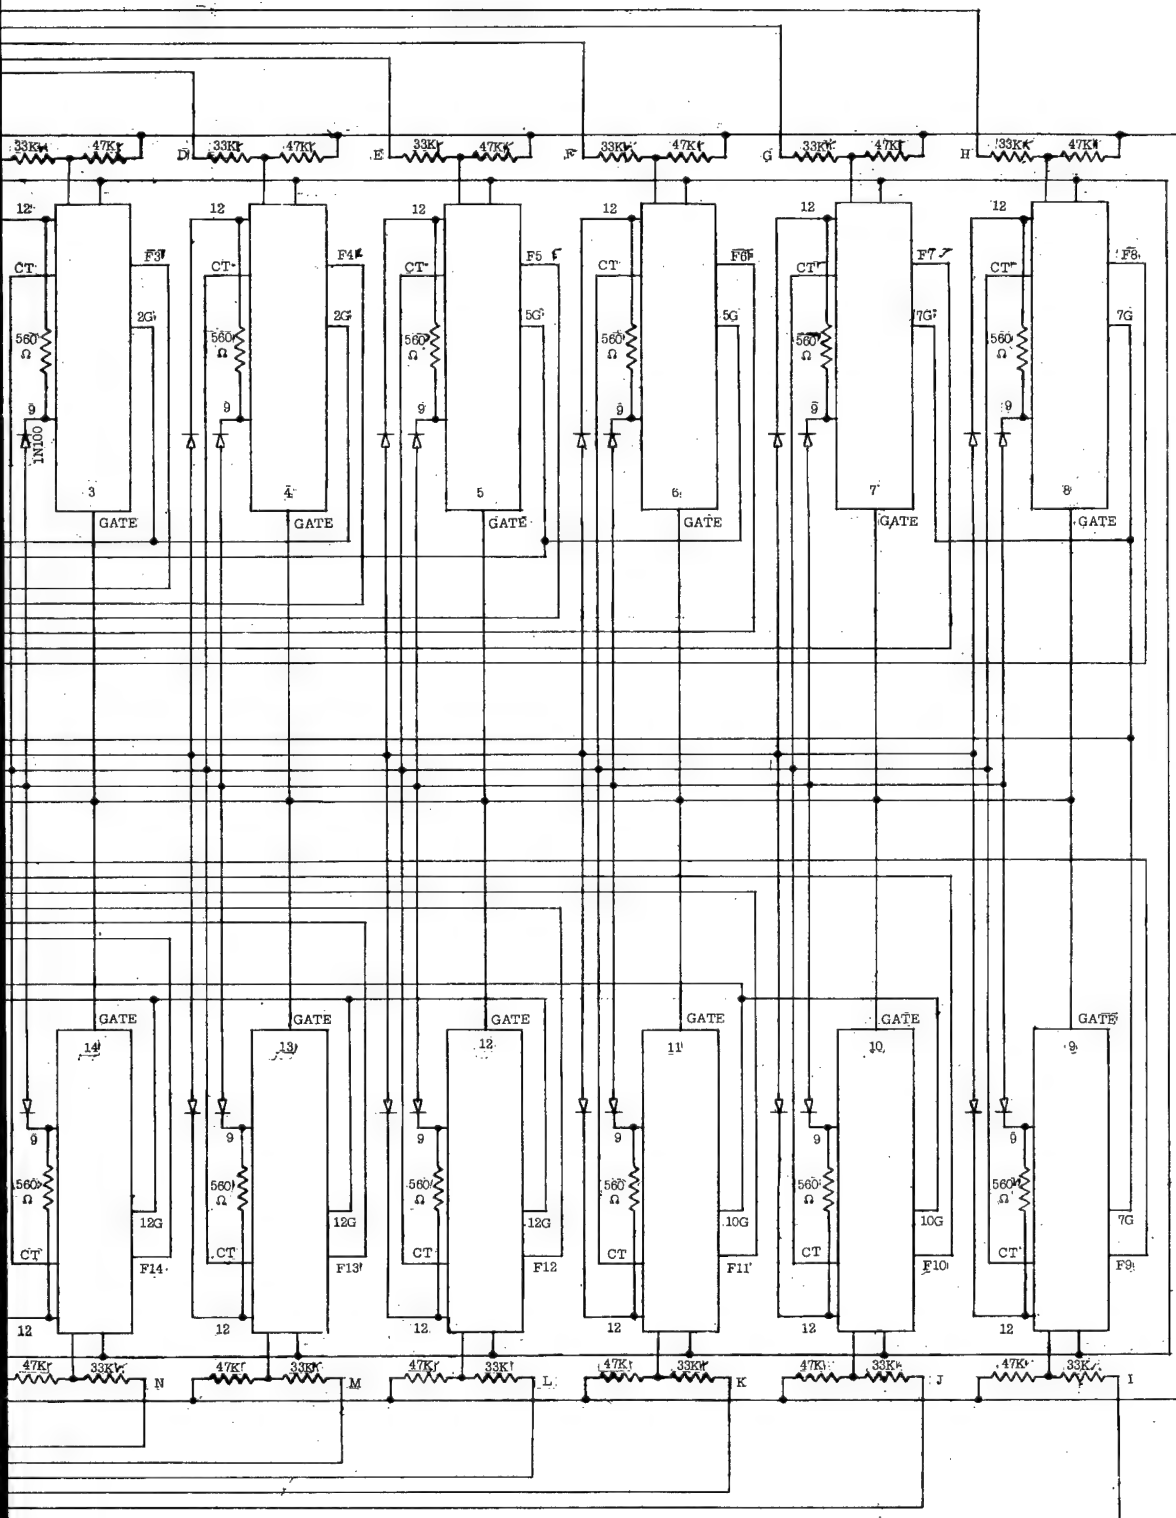 33K 47K D 33K 47K E 33K 47K F 33K 47K G 33K 47K H 33K 47K
12 12 12 12 12 12
CT F3 CT F4 CT F5 CT F6 CT F7 CT F8
2G 2G 5G 5G 7G 7G
560 Ω 560 Ω 560 Ω 560 Ω 560 Ω 560 Ω
9 9 9 9 9 9
1N100
3 4 5 6 7 8
GATE GATE GATE GATE GATE GATE
GATE GATE GATE GATE GATE GATE
14 13 12 11 10 9
9 9 9 9 9 9
560 Ω 560 Ω 560 Ω 560 Ω 560 Ω 560 Ω
12G 12G 12G 10G 10G 7G
CT F14 CT F13 CT F12 CT F11 CT F10 CT F9
12 12 12 12 12 12
47K 33K N 47K 33K M 47K 33K L 47K 33K K 47K 33K J 47K 33K I